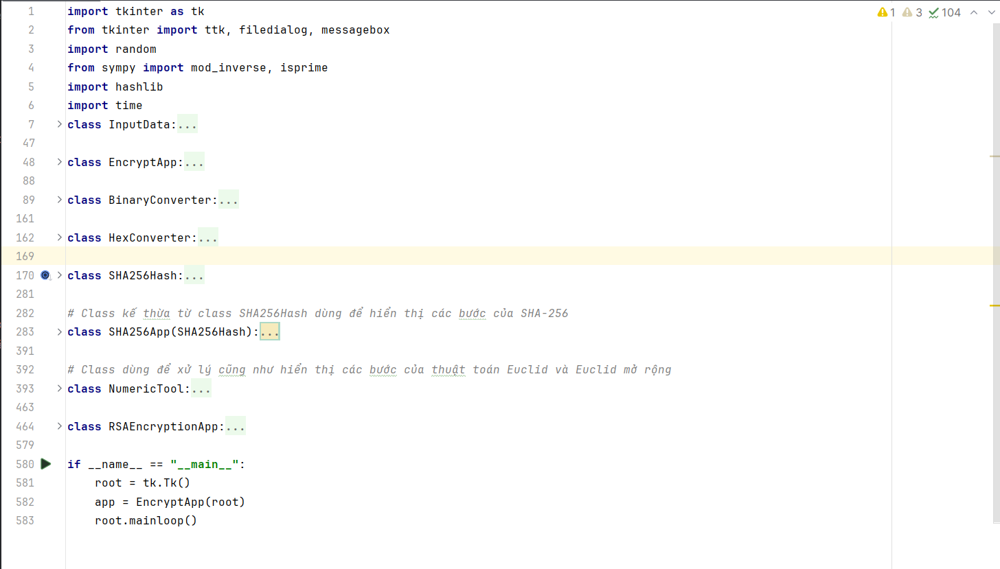 1 import tkinter as tk
2 from tkinter import ttk, filedialog, messagebox
3 import random
4 from sympy import mod_inverse, isprime
5 import hashlib
6 import time
7 class InputData:...
47
48 class EncryptApp:...
88
89 class BinaryConverter:...
161
162 class HexConverter:...
169
170 class SHA256Hash:...
281
282 # Class kế thừa từ class SHA256Hash dùng để hiển thị các bước của SHA-256
283 class SHA256App(SHA256Hash):...
391
392 # Class dùng để xử lý cũng như hiển thị các bước của thuật toán Euclid và Euclid mở rộng
393 class NumericTool:...
463
464 class RSAEncryptionApp:...
579
580 if __name__ == "__main__":
581     root = tk.Tk()
582     app = EncryptApp(root)
583     root.mainloop()
1 3 104